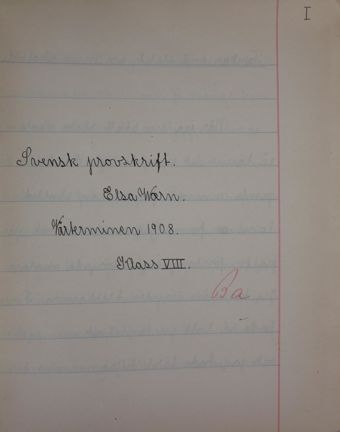 I
Svensk provskrift.
Elsa Wärn.
Vårterminen 1908.
Klass VIII.
Ba